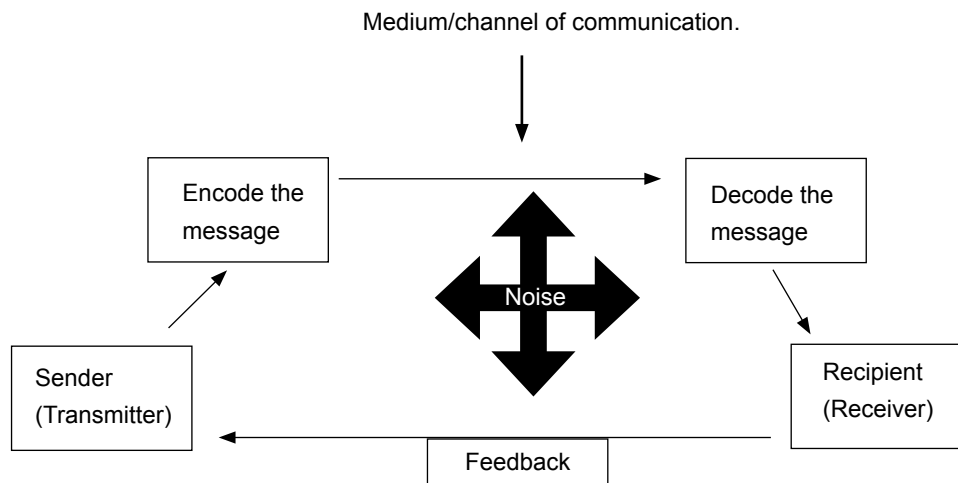 Medium/channel of communication.
Encode the
message
Decode the
message
Noise
Sender
(Transmitter)
Recipient
(Receiver)
Feedback